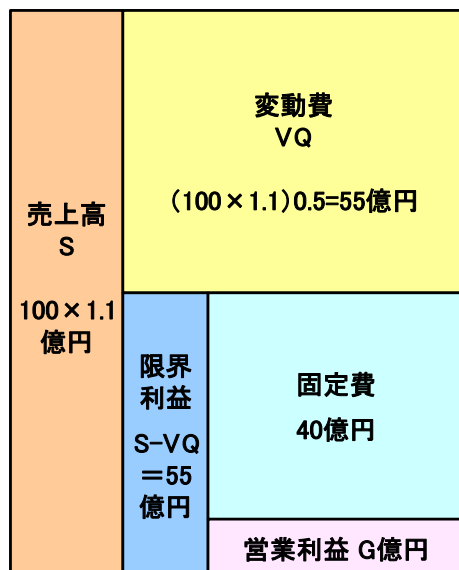 売上高
S
100×1.1
億円
変動費
VQ
(100×1.1)0.5=55億円
限界
利益
S-VQ
=55
億円
固定費
40億円
営業利益 G億円